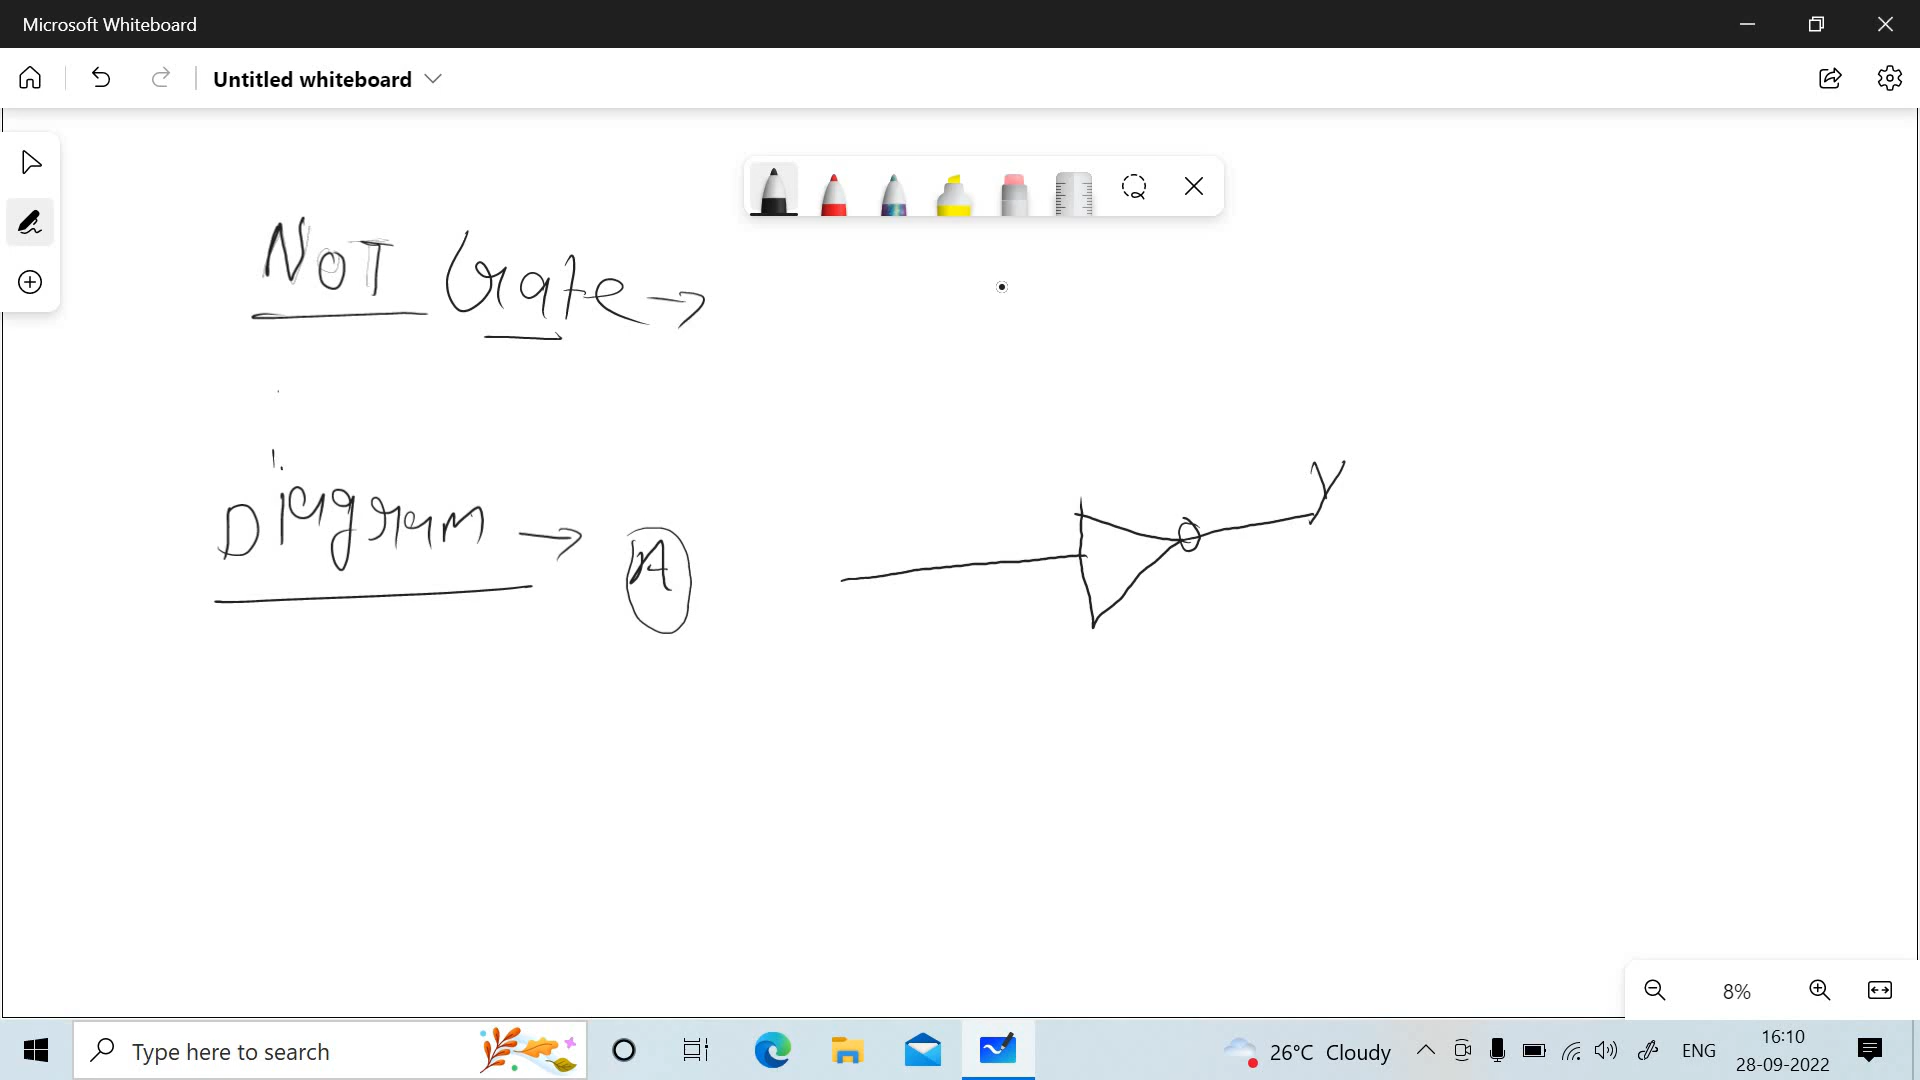 Microsoft Whiteboard
Untitled whiteboard
NOT Gate →
Diagram → A
Y
8%
Type here to search
26°C Cloudy
ENG
16:10
28-09-2022